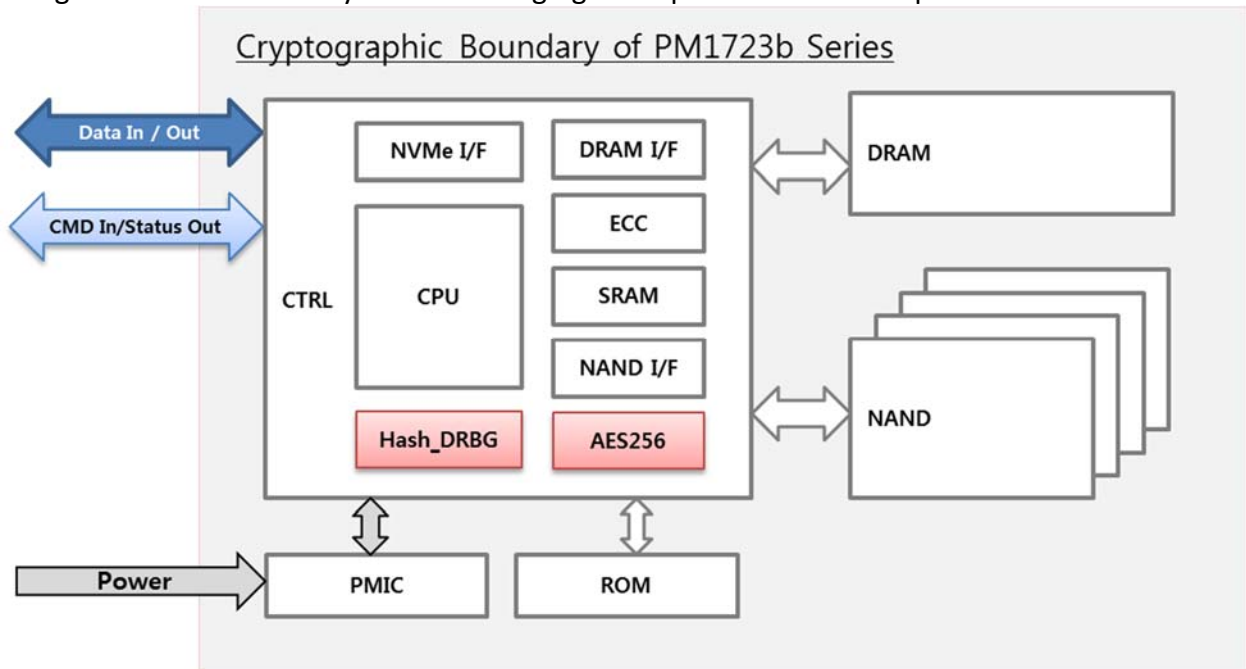 Cryptographic Boundary of PM1723b Series
Data In / Out
CMD In/Status Out
Power
CTRL
NVMe I/F
CPU
Hash_DRBG
DRAM I/F
ECC
SRAM
NAND I/F
AES256
DRAM
NAND
PMIC
ROM